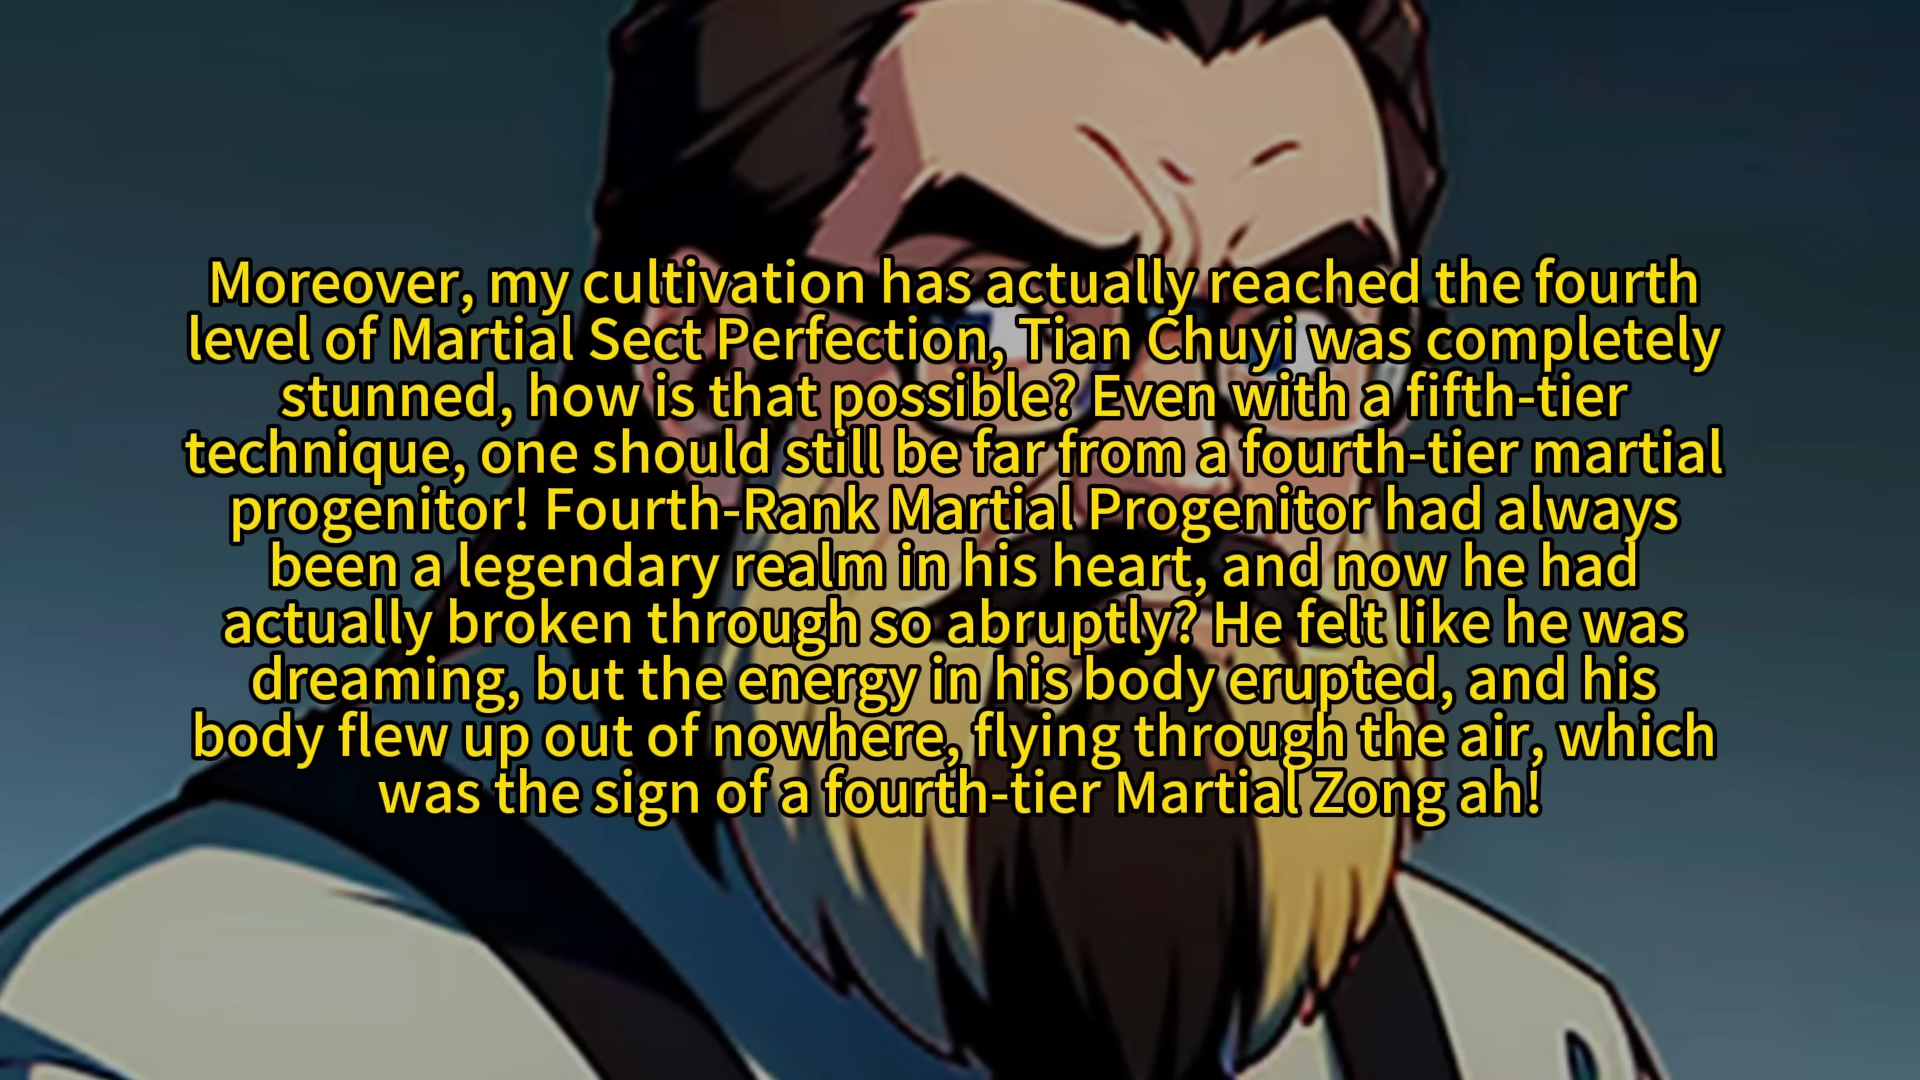 Moreover, my cultivation has actually reached the fourth
level of Martial Sect Perfection, Tian Chuyi was completely
stunned, how is that possible? Even with a fifth-tier
technique, one should still be far from a fourth-tier martial
progenitor! Fourth-Rank Martial Progenitor had always
been a legendary realm in his heart, and now he had
actually broken through so abruptly? He felt like he was
dreaming, but the energy in his body erupted, and his
body flew up out of nowhere, flying through the air, which
was the sign of a fourth-tier Martial Zong ah!